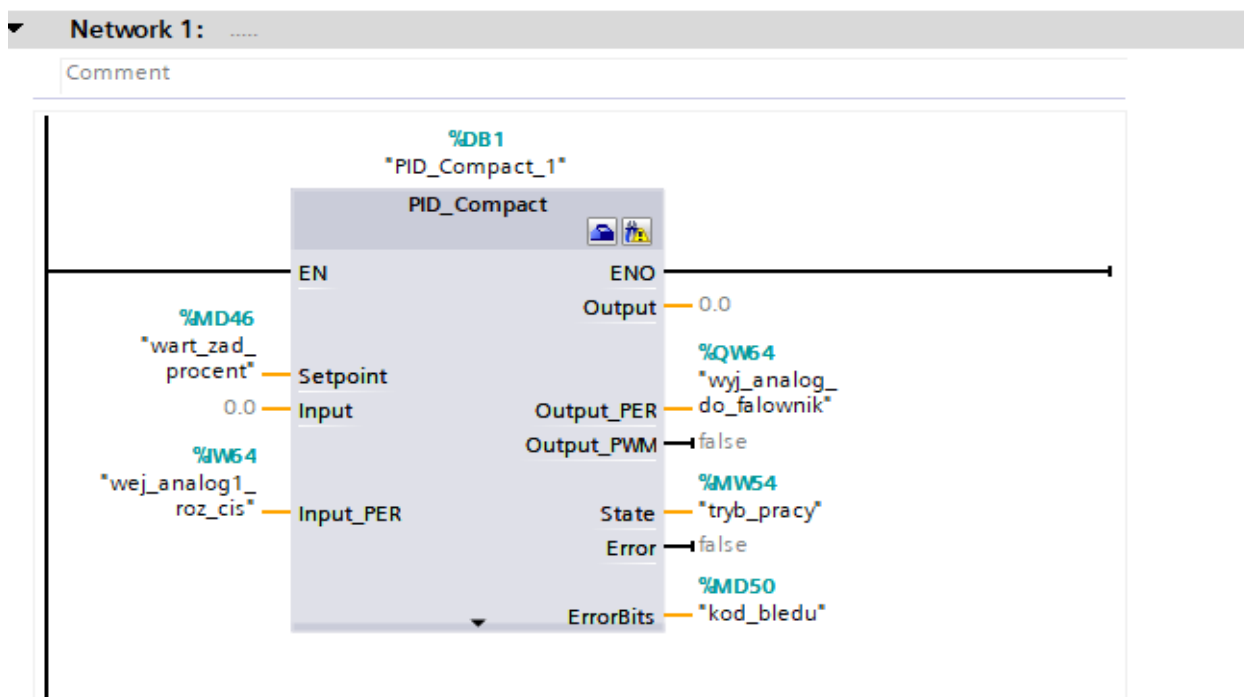 Network 1: .....
Comment
%DB1
"PID_Compact_1"
PID_Compact
EN
ENO
Output
0.0
%MD46
"wart_zad_
procent"
Setpoint
0.0
Input
%QW64
"wyj_analog_
do_falownik"
Output_PER
Output_PWM
false
%IW64
"wej_analog1_
roz_cis"
Input_PER
%MW54
"tryb_pracy"
State
Error
false
%MD50
"kod_bledu"
ErrorBits